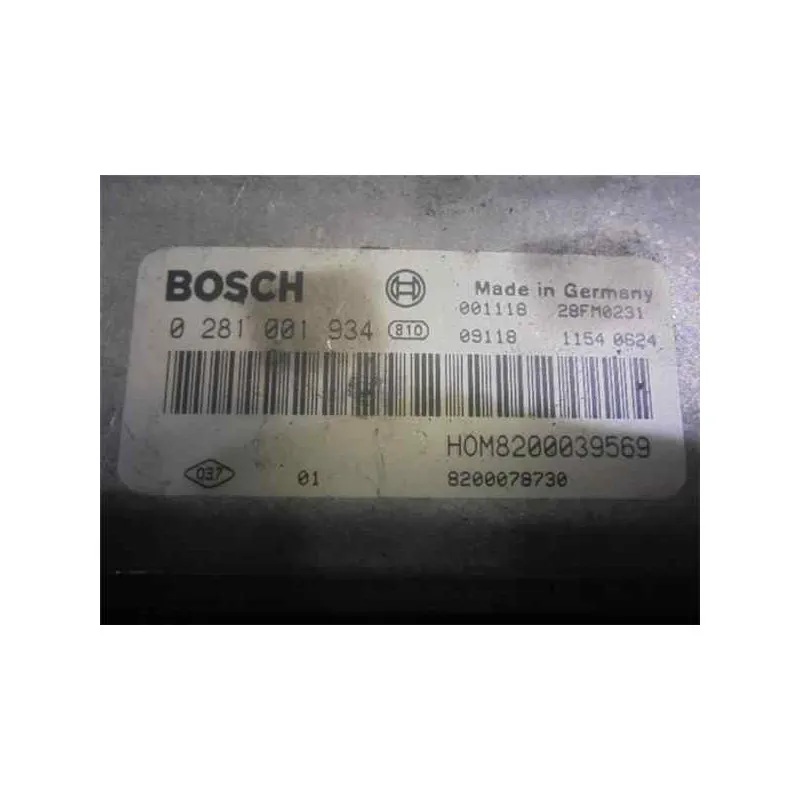 BOSCH Made in Germany
001118 28FM0231
0 281 001 934 810 09118 1154 0624
HOM8200039569
037 01 8200078730